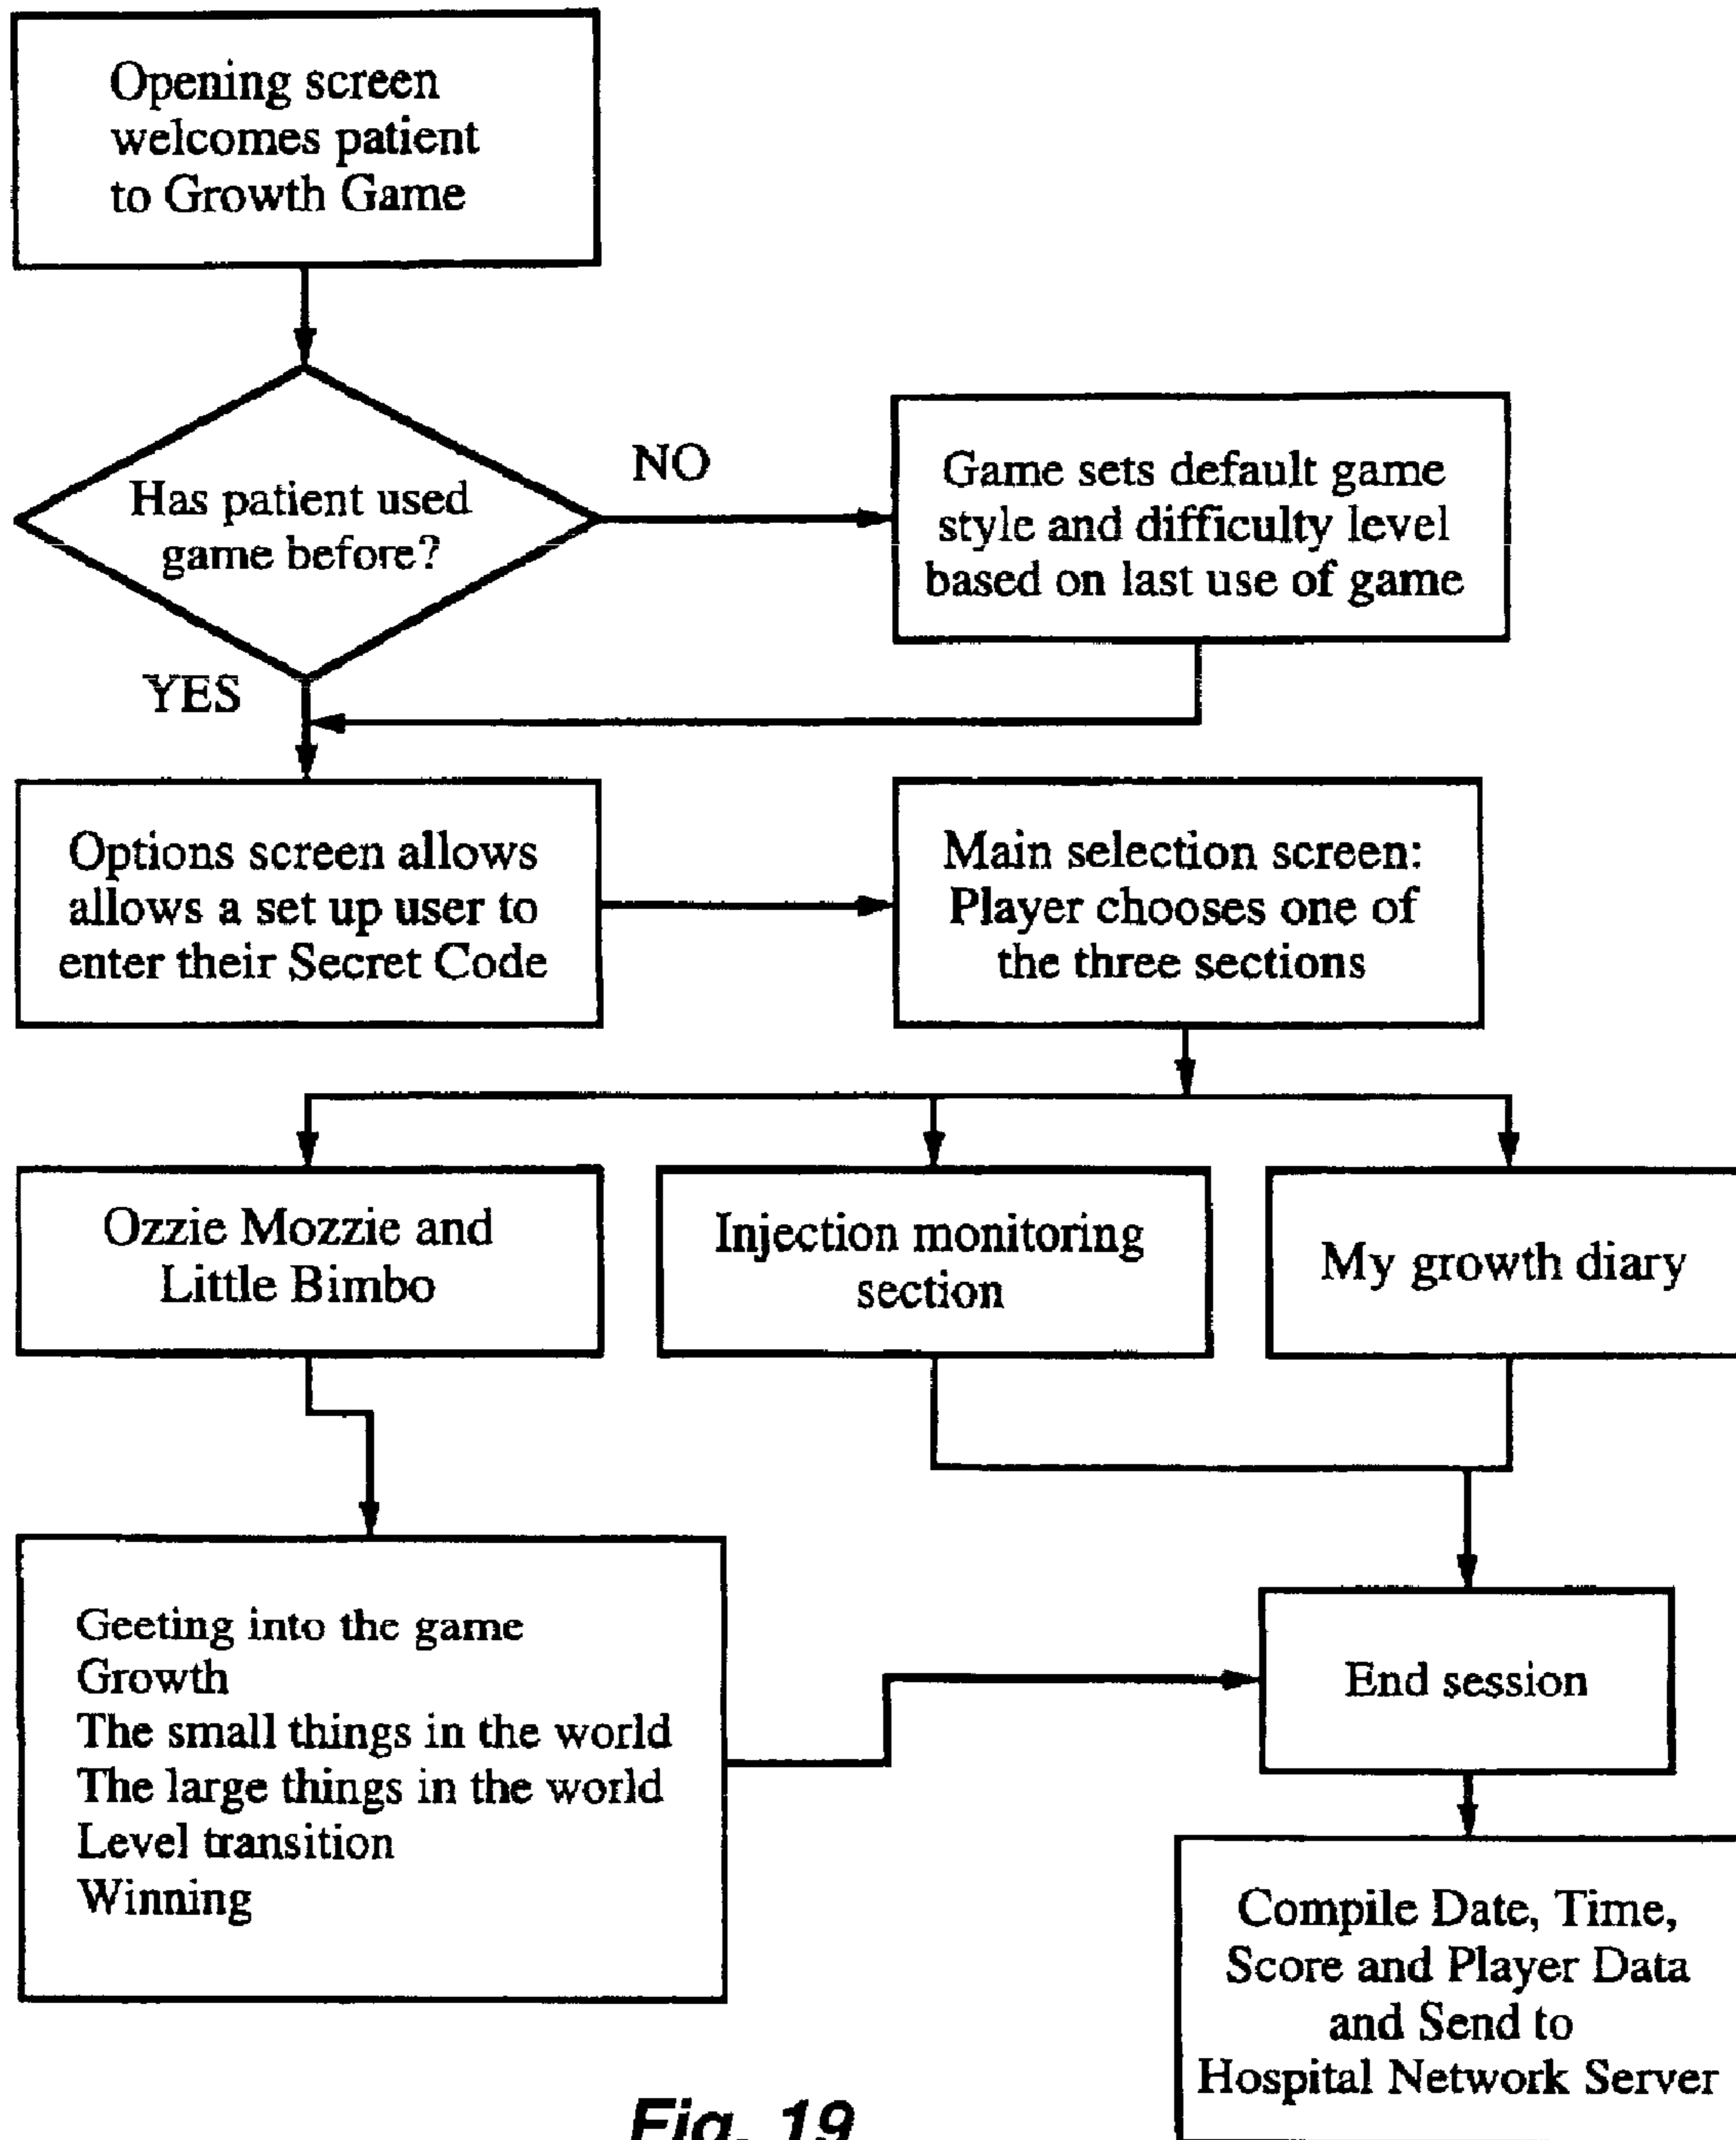 Opening screen
welcomes patient
to Growth Game
Has patient used
game before?
NO
Game sets default game
style and difficulty level
based on last use of game
YES
Options screen allows
allows a set up user to
enter their Secret Code
Main selection screen:
Player chooses one of
the three sections
Ozzie Mozzie and
Little Bimbo
Injection monitoring
section
My growth diary
Geeting into the game
Growth
The small things in the world
The large things in the world
Level transition
Winning
End session
Compile Date, Time,
Score and Player Data
and Send to
Hospital Network Server
Fig. 19